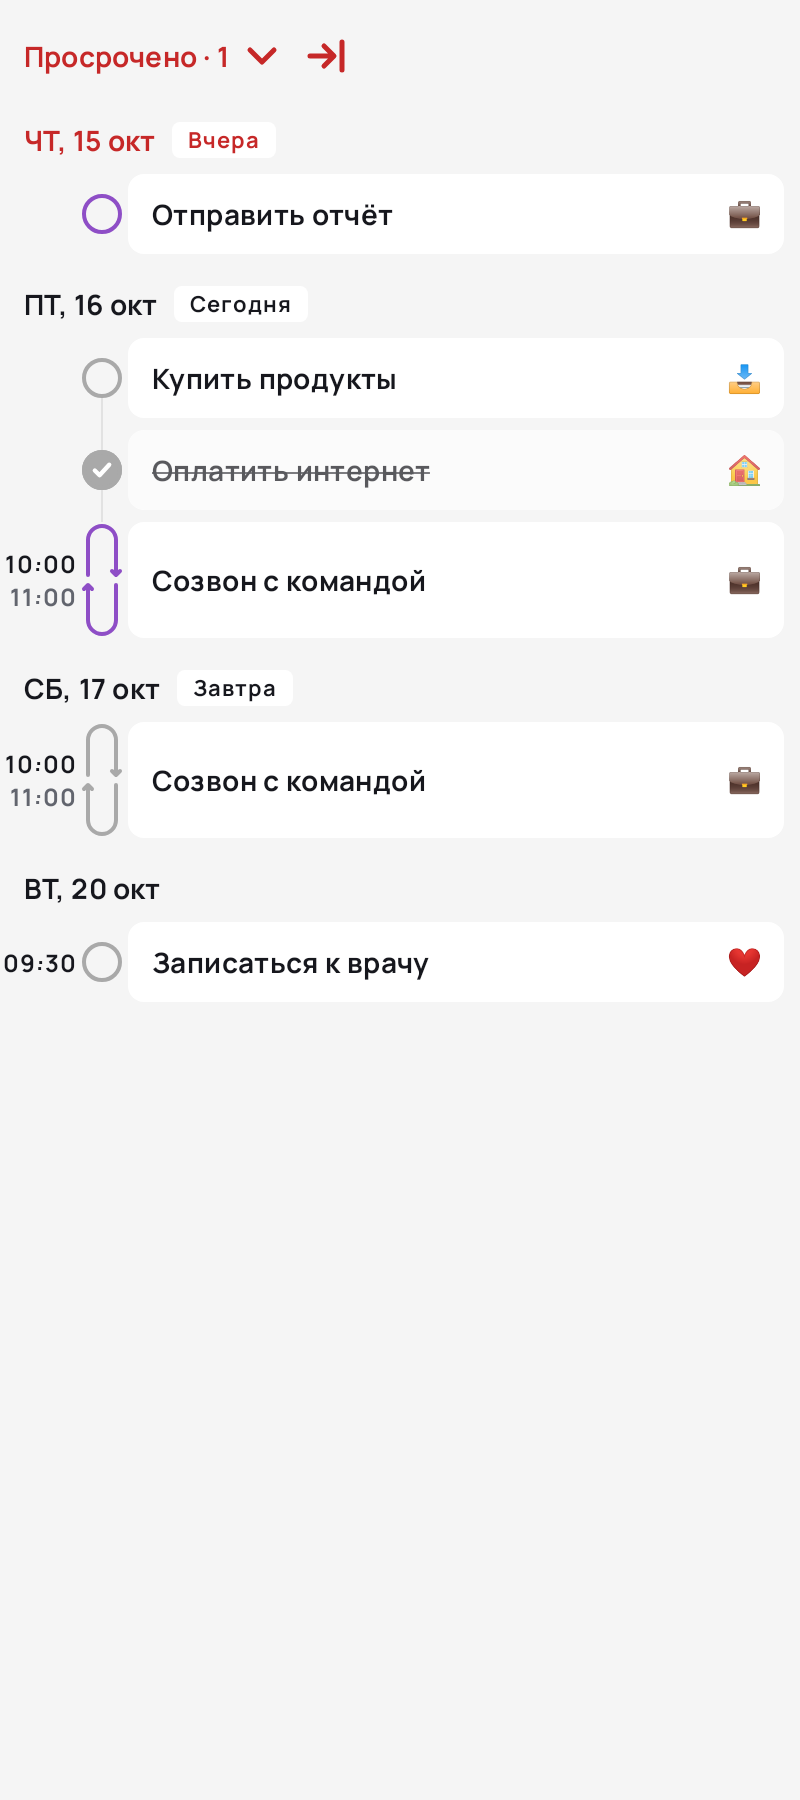 Просрочено · 1
ЧТ, 15 окт Вчера
Отправить отчёт
ПТ, 16 окт Сегодня
Купить продукты
Оплатить интернет
10:00
11:00
Созвон с командой
СБ, 17 окт Завтра
10:00
11:00
Созвон с командой
ВТ, 20 окт
09:30 Записаться к врачу